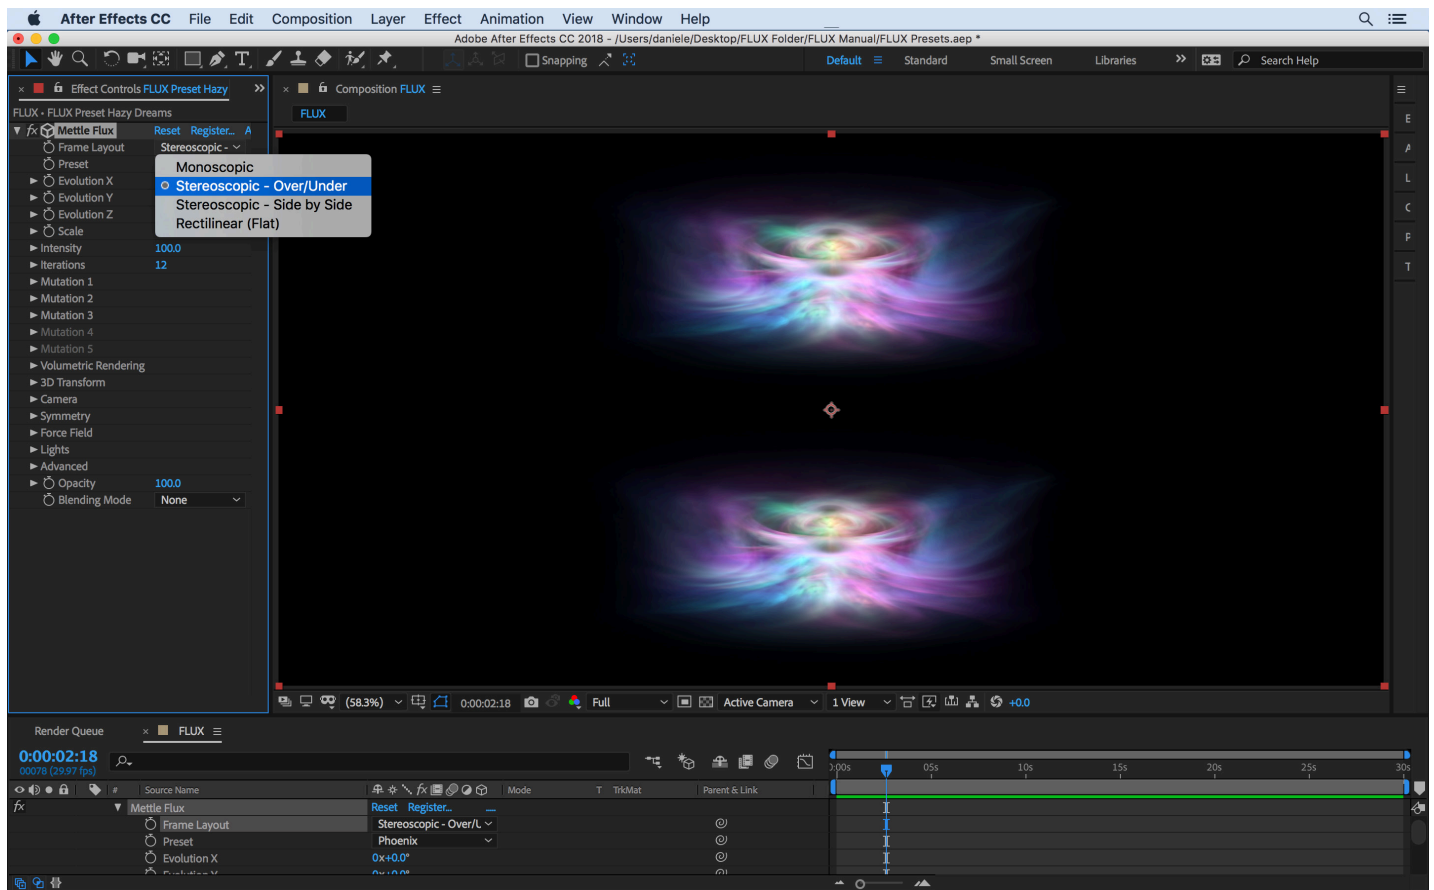 After Effects CC File Edit Composition Layer Effect Animation View Window Help
Adobe After Effects CC 2018 - /Users/daniele/Desktop/FLUX Folder/FLUX Manual/FLUX Presets.aep *
Snapping Default Standard Small Screen Libraries Search Help
Effect Controls FLUX Preset Hazy
Composition FLUX
FLUX • FLUX Preset Hazy Dreams
FLUX
E
fx Mettle Flux Reset Register... A
Frame Layout Stereoscopic -
A
Preset
Monoscopic
Evolution X
L
Stereoscopic - Over/Under
Evolution Y
Stereoscopic - Side by Side
C
Evolution Z
Rectilinear (Flat)
Scale
P
Intensity 100.0
Iterations 12
T
Mutation 1
Mutation 2
Mutation 3
Mutation 4
Mutation 5
Volumetric Rendering
3D Transform
Camera
Symmetry
Force Field
Lights
Advanced
Opacity 100.0
Blending Mode None
(58.3%) 0:00:02:18 Full Active Camera 1 View +0.0
Render Queue FLUX
0:00:02:18
00078 (29.97 fps)
0:00s 05s 10s 15s 20s 25s 30s
# Source Name fx Mode T TrkMat Parent & Link
fx Mettle Flux Reset Register...
Frame Layout Stereoscopic - Over/L
Preset Phoenix
Evolution X 0x+0.0°